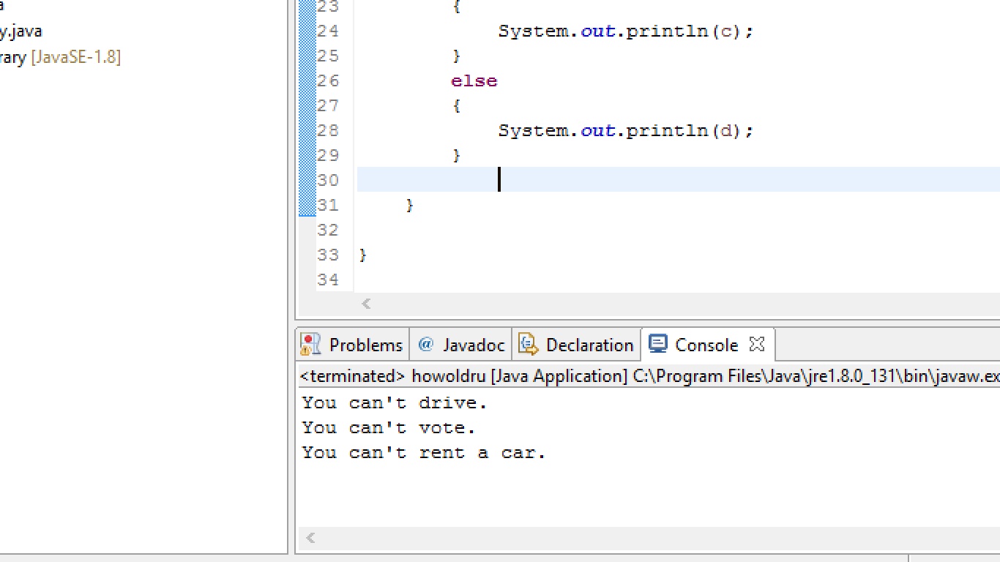 a
y.java
rary [JavaSE-1.8]
23 {
24 System.out.println(c);
25 }
26 else
27 {
28 System.out.println(d);
29 }
30
31 }
32
33 }
34
Problems @ Javadoc Declaration Console
<terminated> howoldru [Java Application] C:\Program Files\Java\jre1.8.0_131\bin\javaw.ex
You can't drive.
You can't vote.
You can't rent a car.